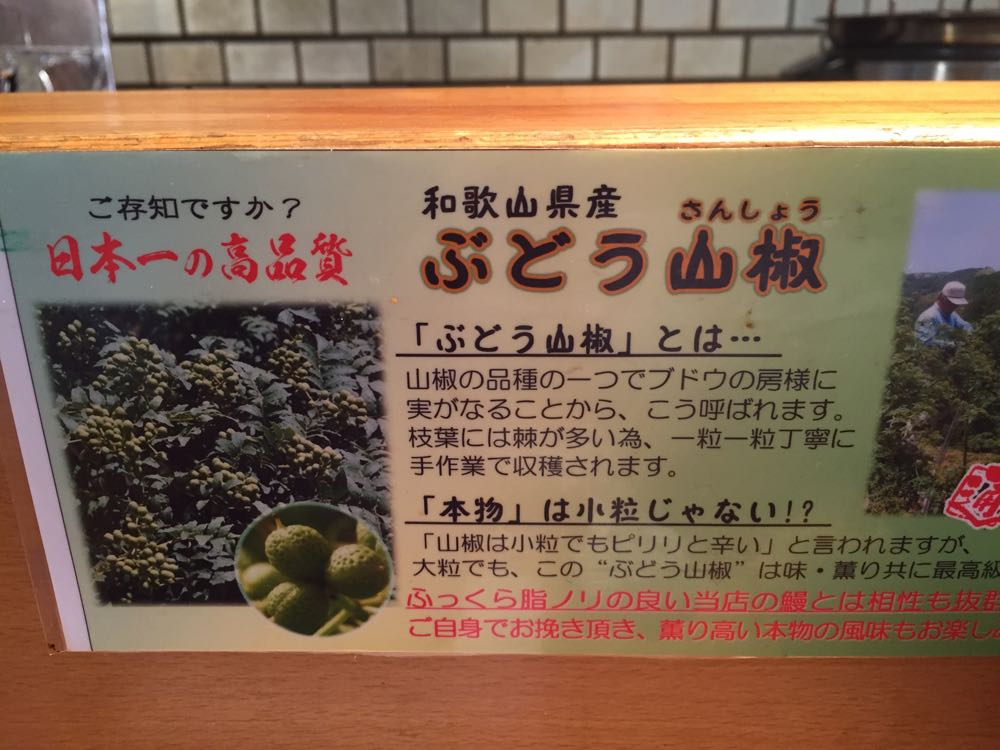 ご存知ですか？
日本一の高品質
和歌山県産
さんしょう
ぶどう山椒
「ぶどう山椒」とは…
山椒の品種の一つでブドウの房様に
実がなることから、こう呼ばれます。
枝葉には棘が多い為、一粒一粒丁寧に
手作業で収穫されます。
「本物」は小粒じゃない!?
「山椒は小粒でもピリリと辛い」と言われますが、
大粒でも、この“ぶどう山椒”は味・薫り共に最高級
ふっくら脂ノリの良い当店の鰻とは相性も抜群
ご自身でお挽き頂き、薫り高い本物の風味もお楽し